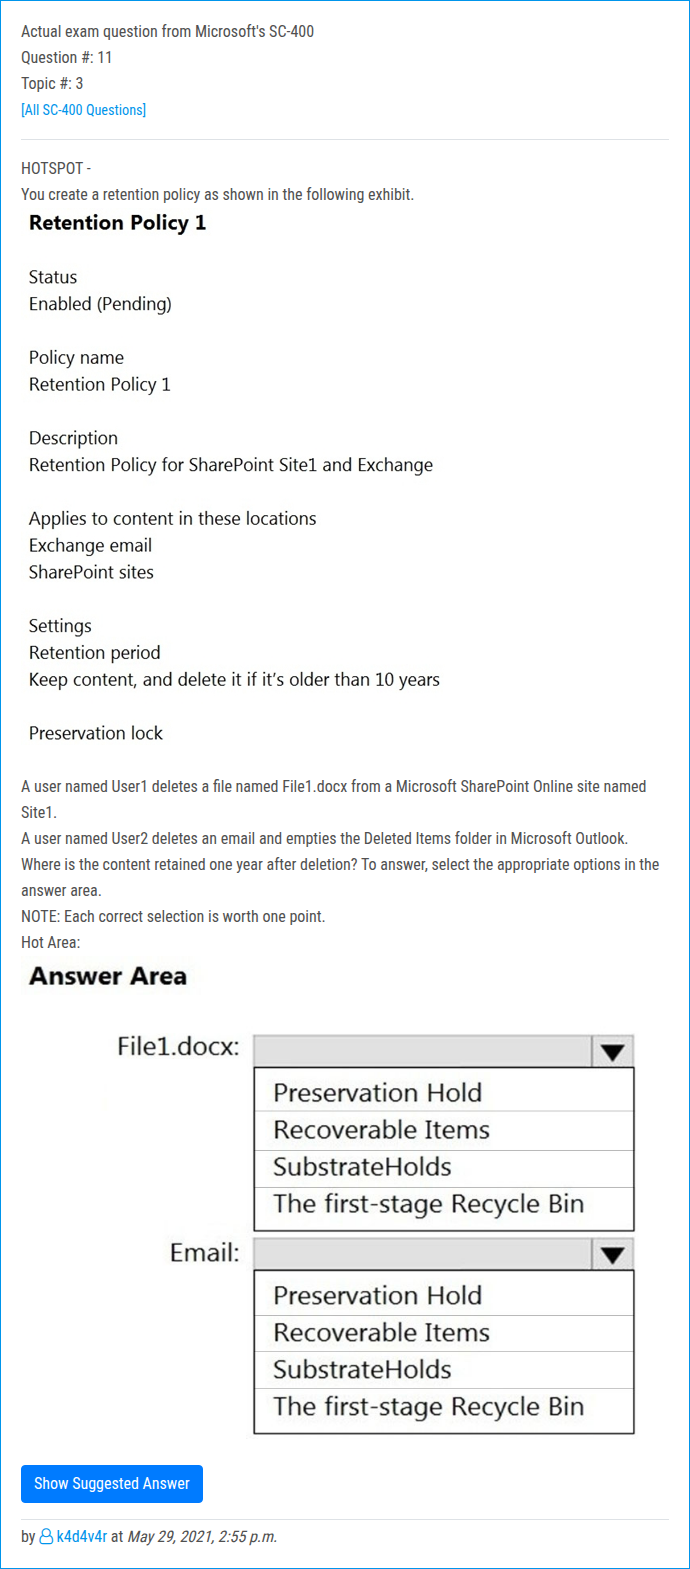 Actual exam question from Microsoft's SC-400
Question #: 11
Topic #: 3
[All SC-400 Questions]
HOTSPOT -
You create a retention policy as shown in the following exhibit.
Retention Policy 1
Status
Enabled (Pending)
Policy name
Retention Policy 1
Description
Retention Policy for SharePoint Site1 and Exchange
Applies to content in these locations
Exchange email
SharePoint sites
Settings
Retention period
Keep content, and delete it if it's older than 10 years
Preservation lock
A user named User1 deletes a file named File1.docx from a Microsoft SharePoint Online site named
Site1.
A user named User2 deletes an email and empties the Deleted Items folder in Microsoft Outlook.
Where is the content retained one year after deletion? To answer, select the appropriate options in the
answer area.
NOTE: Each correct selection is worth one point.
Hot Area:
Answer Area
File1.docx:
Preservation Hold
Recoverable Items
SubstrateHolds
The first-stage Recycle Bin
Email:
Preservation Hold
Recoverable Items
SubstrateHolds
The first-stage Recycle Bin
Show Suggested Answer
by k4d4v4r at May 29, 2021, 2:55 p.m.